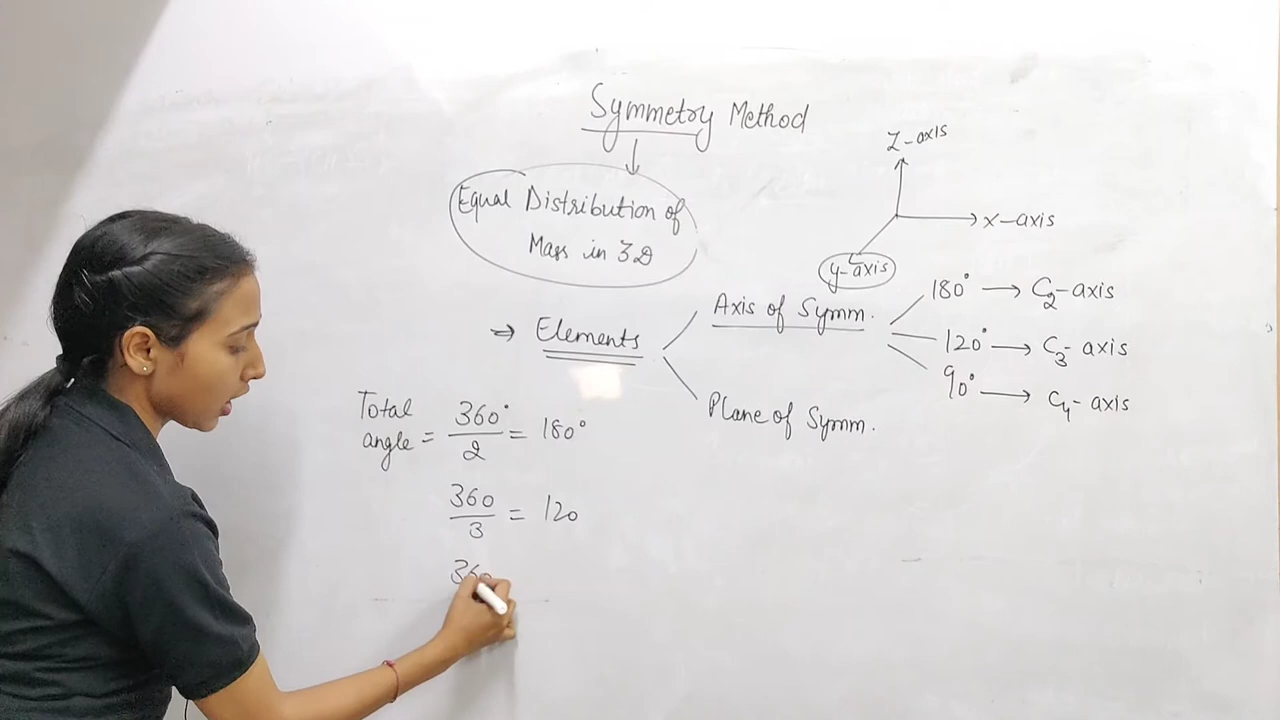 Symmetry Method
Equal Distribution of
Mass in 3D
Z-axis
x-axis
y-axis
→ Elements
Axis of Symm.
180° → C2-axis
120° → C3-axis
90° → C4-axis
Plane of Symm.
Total
angle = 360°/2 = 180°
360/3 = 120
360